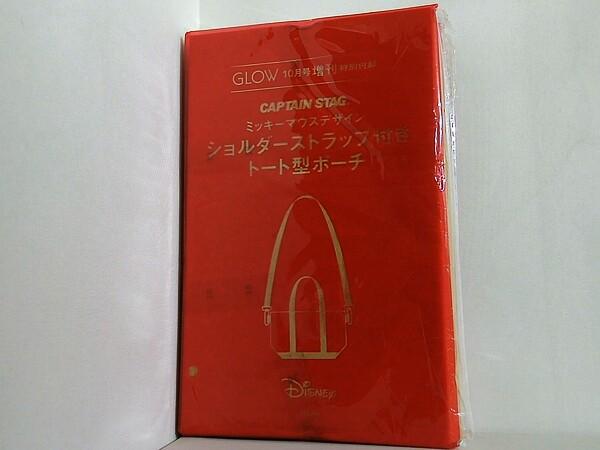 GLOW 10月号増刊 特別付録
CAPTAIN STAG
ミッキーマウスデザイン
ショルダーストラップ付き
トート型ポーチ
Disney